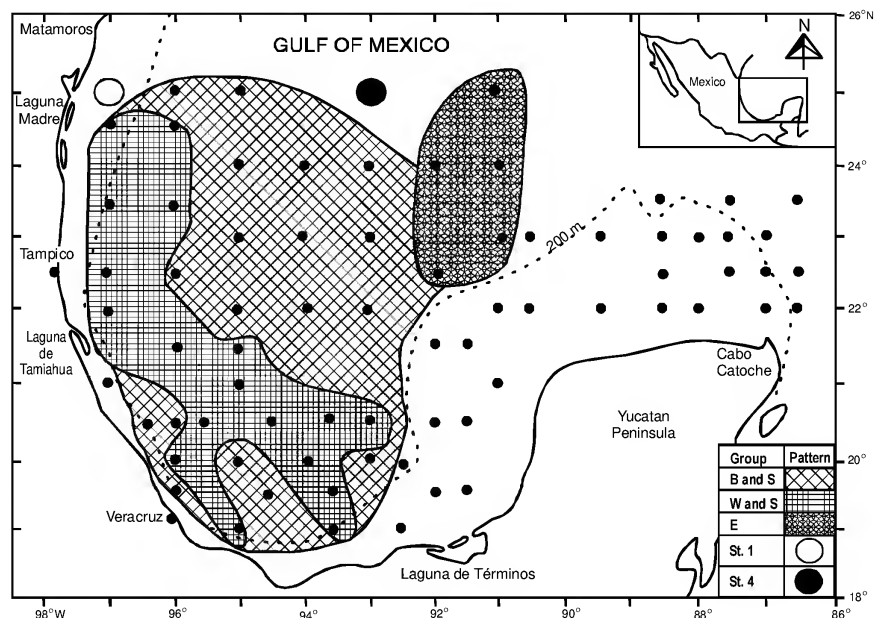 Matamoros
26°N
GULF OF MEXICO
N
Mexico
Laguna
Madre
24°
200 m
Tampico
22°
Laguna
de
Tamiahua
Cabo
Catoche
Yucatan
Peninsula
Group Pattern
B and S
20°
W and S
Veracruz
E
St. 1
Laguna de Términos
St. 4
18°
98°W 96° 94° 92° 90° 88° 86°